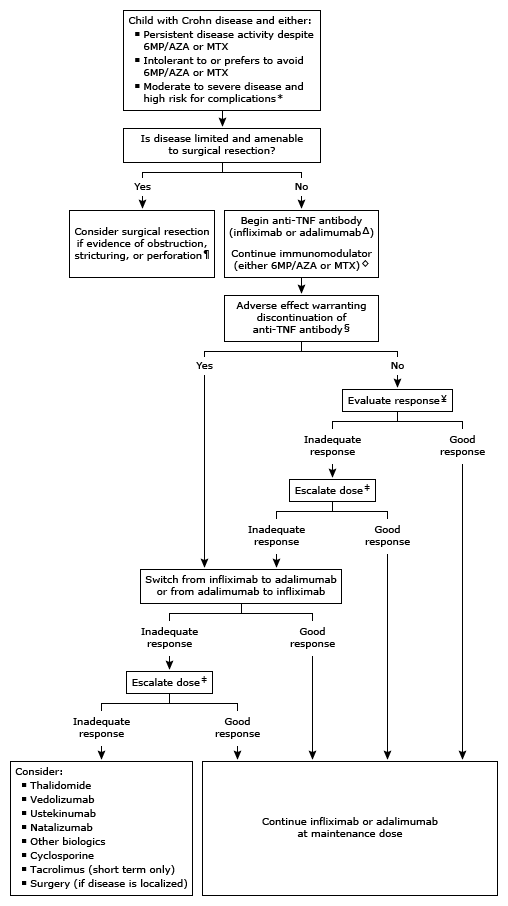 Child with Crohn disease and either:
▪ Persistent disease activity despite
6MP/AZA or MTX
▪ Intolerant to or prefers to avoid
6MP/AZA or MTX
▪ Moderate to severe disease and
high risk for complications*
Is disease limited and amenable
to surgical resection?
Yes
No
Consider surgical resection
if evidence of obstruction,
stricturing, or perforation¶
Begin anti-TNF antibody
(infliximab or adalimumabΔ)
Continue immunomodulator
(either 6MP/AZA or MTX)◇
Adverse effect warranting
discontinuation of
anti-TNF antibody§
Yes
No
Evaluate response¥
Inadequate
response
Good
response
Escalate dose‡
Inadequate
response
Good
response
Switch from infliximab to adalimumab
or from adalimumab to infliximab
Inadequate
response
Good
response
Escalate dose‡
Inadequate
response
Good
response
Consider:
▪ Thalidomide
▪ Vedolizumab
▪ Ustekinumab
▪ Natalizumab
▪ Other biologics
▪ Cyclosporine
▪ Tacrolimus (short term only)
▪ Surgery (if disease is localized)
Continue infliximab or adalimumab
at maintenance dose